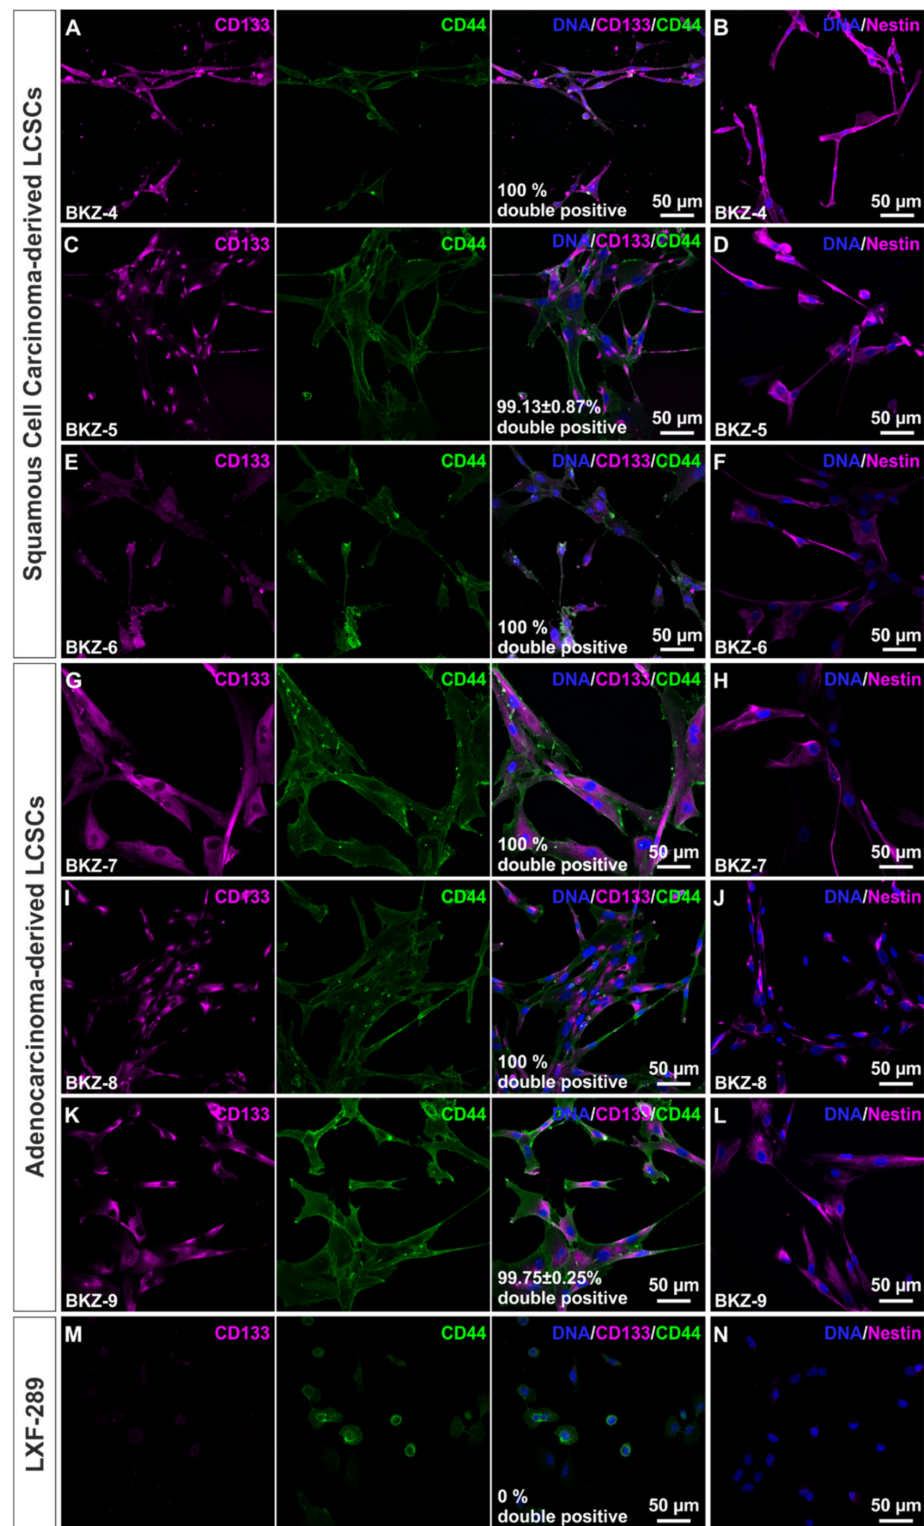 Squamous Cell Carcinoma-derived LCSCs
A CD133 CD44 DNA/CD133/CD44 B DNA/Nestin
100 %
double positive 50 µm 50 µm
BKZ-4 BKZ-4
C CD133 CD44 DNA/CD133/CD44 D DNA/Nestin
99.13±0.87%
double positive 50 µm 50 µm
BKZ-5 BKZ-5
E CD133 CD44 DNA/CD133/CD44 F DNA/Nestin
100 %
double positive 50 µm 50 µm
BKZ-6 BKZ-6
Adenocarcinoma-derived LCSCs
G CD133 CD44 DNA/CD133/CD44 H DNA/Nestin
100 %
double positive 50 µm 50 µm
BKZ-7 BKZ-7
I CD133 CD44 DNA/CD133/CD44 J DNA/Nestin
100 %
double positive 50 µm 50 µm
BKZ-8 BKZ-8
K CD133 CD44 DNA/CD133/CD44 L DNA/Nestin
99.75±0.25%
double positive 50 µm 50 µm
BKZ-9 BKZ-9
LXF-289
M CD133 CD44 DNA/CD133/CD44 N DNA/Nestin
0 %
double positive 50 µm 50 µm